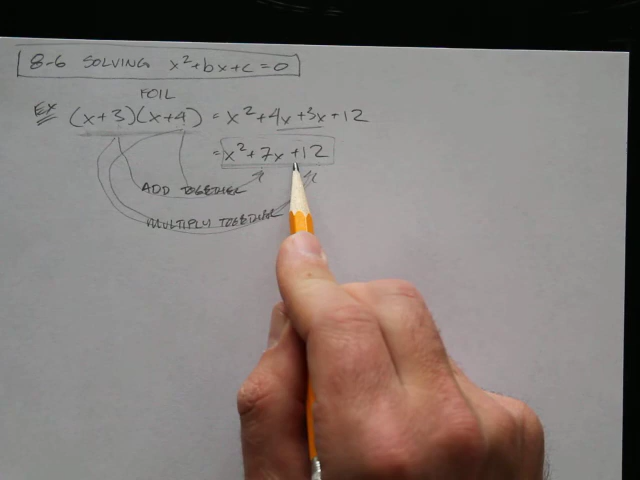 8-6 SOLVING x²+bx+c=0
FOIL
EX (x+3)(x+4) = x²+4x+3x+12
= x²+7x+12
ADD TOGETHER
MULTIPLY TOGETHER